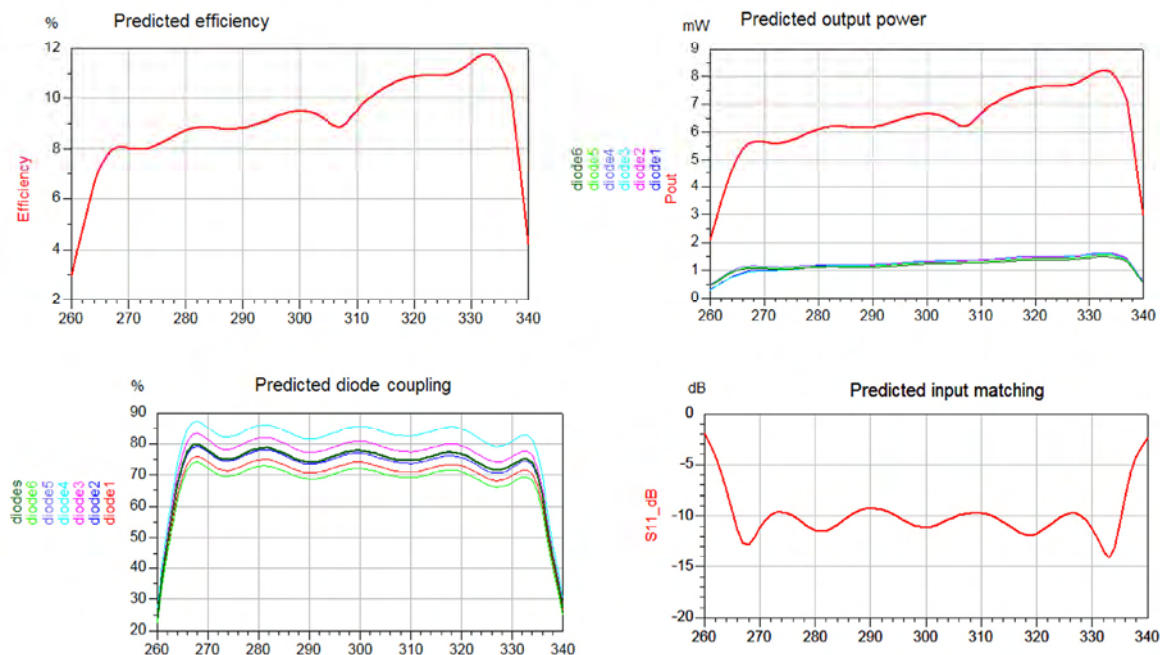 % Predicted efficiency
12
10
8
6
4
2
Efficiency
260 270 280 290 300 310 320 330 340
Predicted output power
mW
9
8
7
6
5
4
3
2
1
0
diode6
diode5
diode4
diode3
diode2
diode1
Pout
260 270 280 290 300 310 320 330 340
% Predicted diode coupling
90
80
70
60
50
40
30
20
diodes
diode6
diode5
diode4
diode3
diode2
diode1
260 270 280 290 300 310 320 330 340
dB Predicted input matching
0
-5
-10
-15
-20
S11_dB
260 270 280 290 300 310 320 330 340